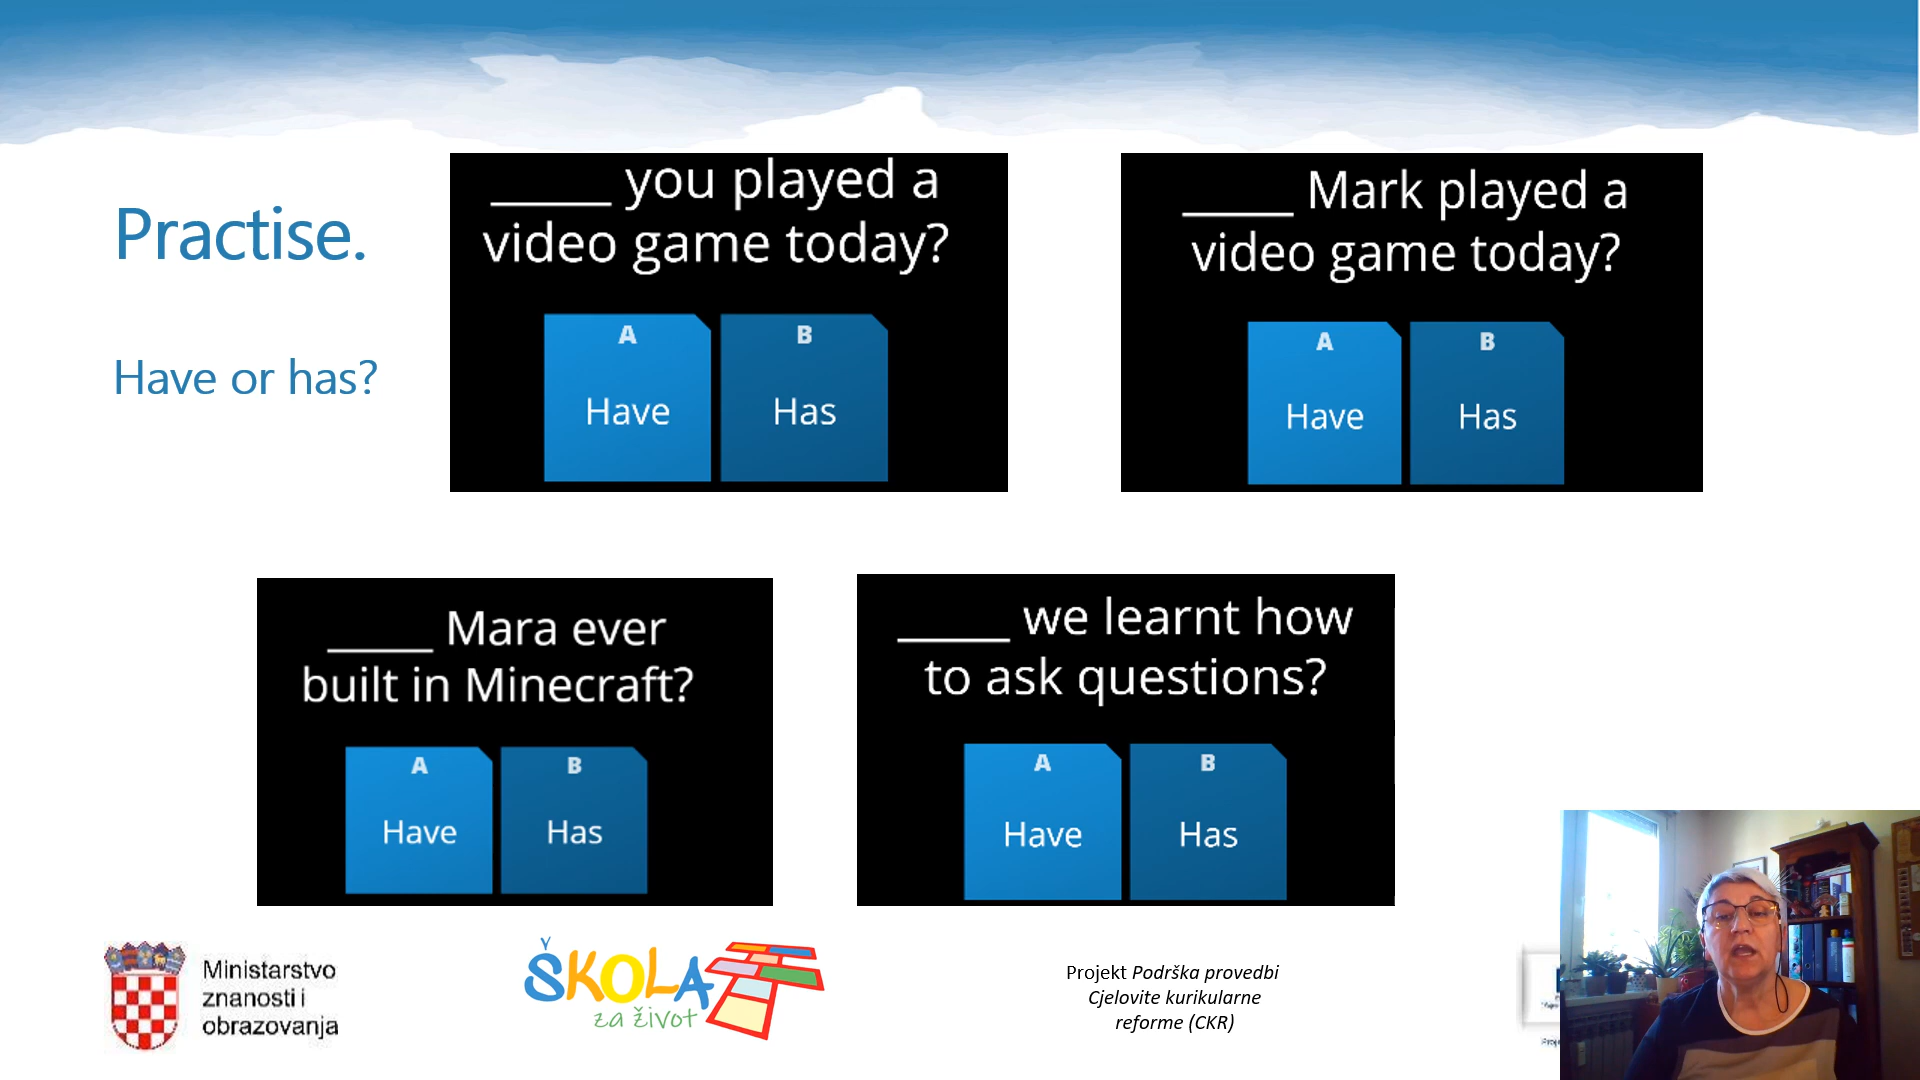 Practise.
Have or has?
_____ you played a
video game today?
A
B
Have
Has
_____ Mark played a
video game today?
A
B
Have
Has
_____ Mara ever
built in Minecraft?
A
B
Have
Has
_____ we learnt how
to ask questions?
A
B
Have
Has
Ministarstvo
znanosti i
obrazovanja
ŠKOLA
za život
Projekt Podrška provedbi
Cjelovite kurikularne
reforme (CKR)